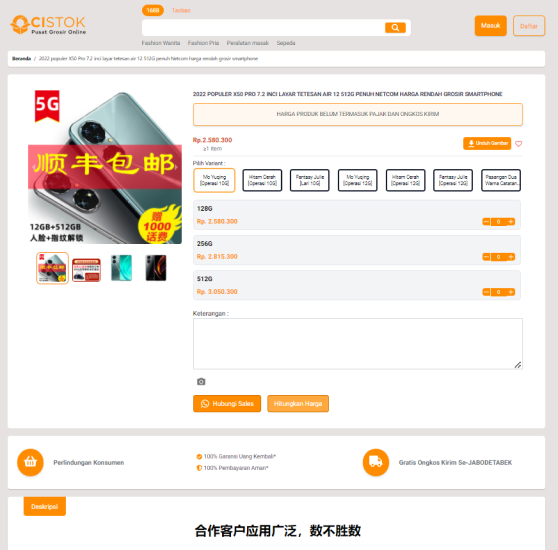 CISTOK
Pusat Grosir Online
1688
Taobao
Masuk
Daftar
Fashion Wanita
Fashion Pria
Peralatan masak
Sepeda
Beranda / 2022 populer X50 Pro 7.2 inci layar tetesan air 12 512G penuh Netcom harga rendah grosir smartphone
5G
顺丰包邮
12GB+512GB
人脸+指纹解锁
赠
1000
话费
2022 POPULER X50 PRO 7.2 INCI LAYAR TETESAN AIR 12 512G PENUH NETCOM HARGA RENDAH GROSIR SMARTPHONE
HARGA PRODUK BELUM TERMASUK PAJAK DAN ONGKOS KIRIM
Rp.2.580.300
≥1 item
Unduh Gambar
Pilih Variant :
Mo Yuqing [Operasi 10G]
Hitam Cerah [Operasi 10G]
Fantasy Julie [Lari 10G]
Mo Yuqing [Operasi 12G]
Hitam Cerah [Operasi 12G]
Fantasy Julie [Operasi 12G]
Pasangan Dua Warna Catatan.
128G
Rp. 2.580.300
0
256G
Rp. 2.815.300
0
512G
Rp. 3.050.300
0
Keterangan :
Hubungi Sales
Hitungkan Harga
Perlindungan Konsumen
100% Garansi Uang Kembali*
100% Pembayaran Aman*
Gratis Ongkos Kirim Se-JABODETABEK
Deskripsi
合作客户应用广泛，数不胜数